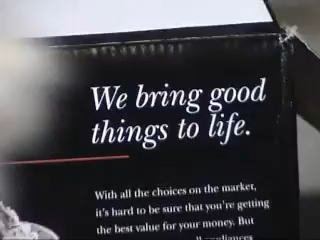 We bring good
things to life.
With all the choices on the market,
it's hard to be sure that you're getting
the best value for your money. But
appliances